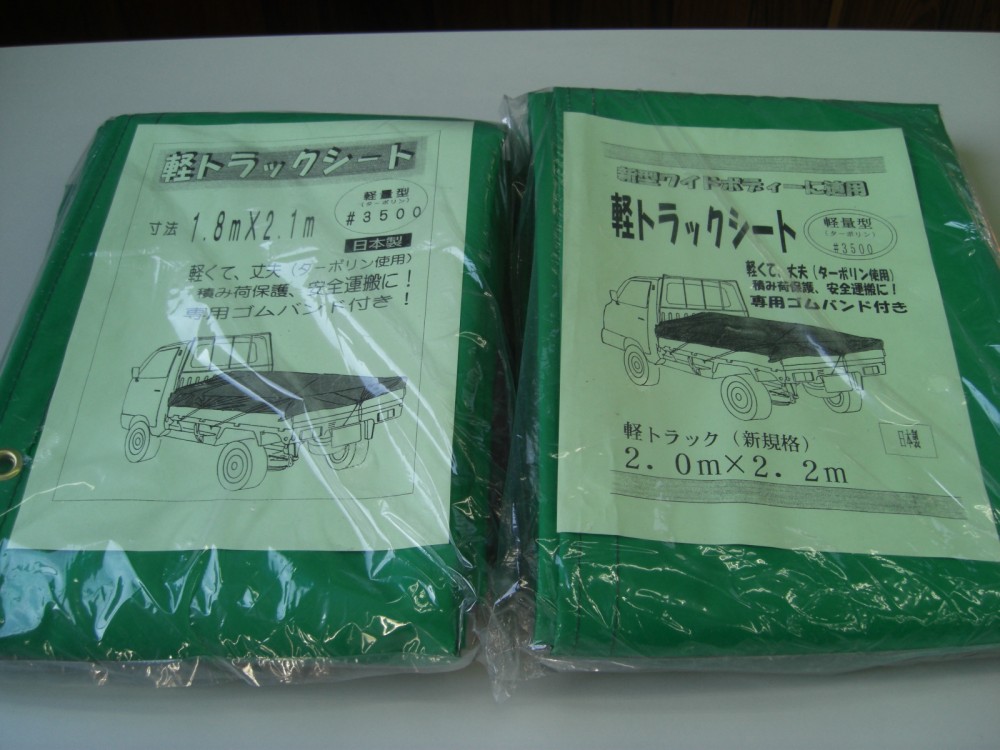 軽トラックシート
軽量型
(ターポリン)
#3500
寸法 1.8m×2.1m
日本製
軽くて、丈夫(ターポリン使用)
積み荷保護、安全運搬に!
専用ゴムバンド付き!
新型ワイドボディーに適用
軽トラックシート
軽量型
(ターポリン)
#3500
軽くて、丈夫(ターポリン使用)
積み荷保護、安全運搬に!
専用ゴムバンド付き
軽トラック(新規格)
2.0m×2.2m
日本製